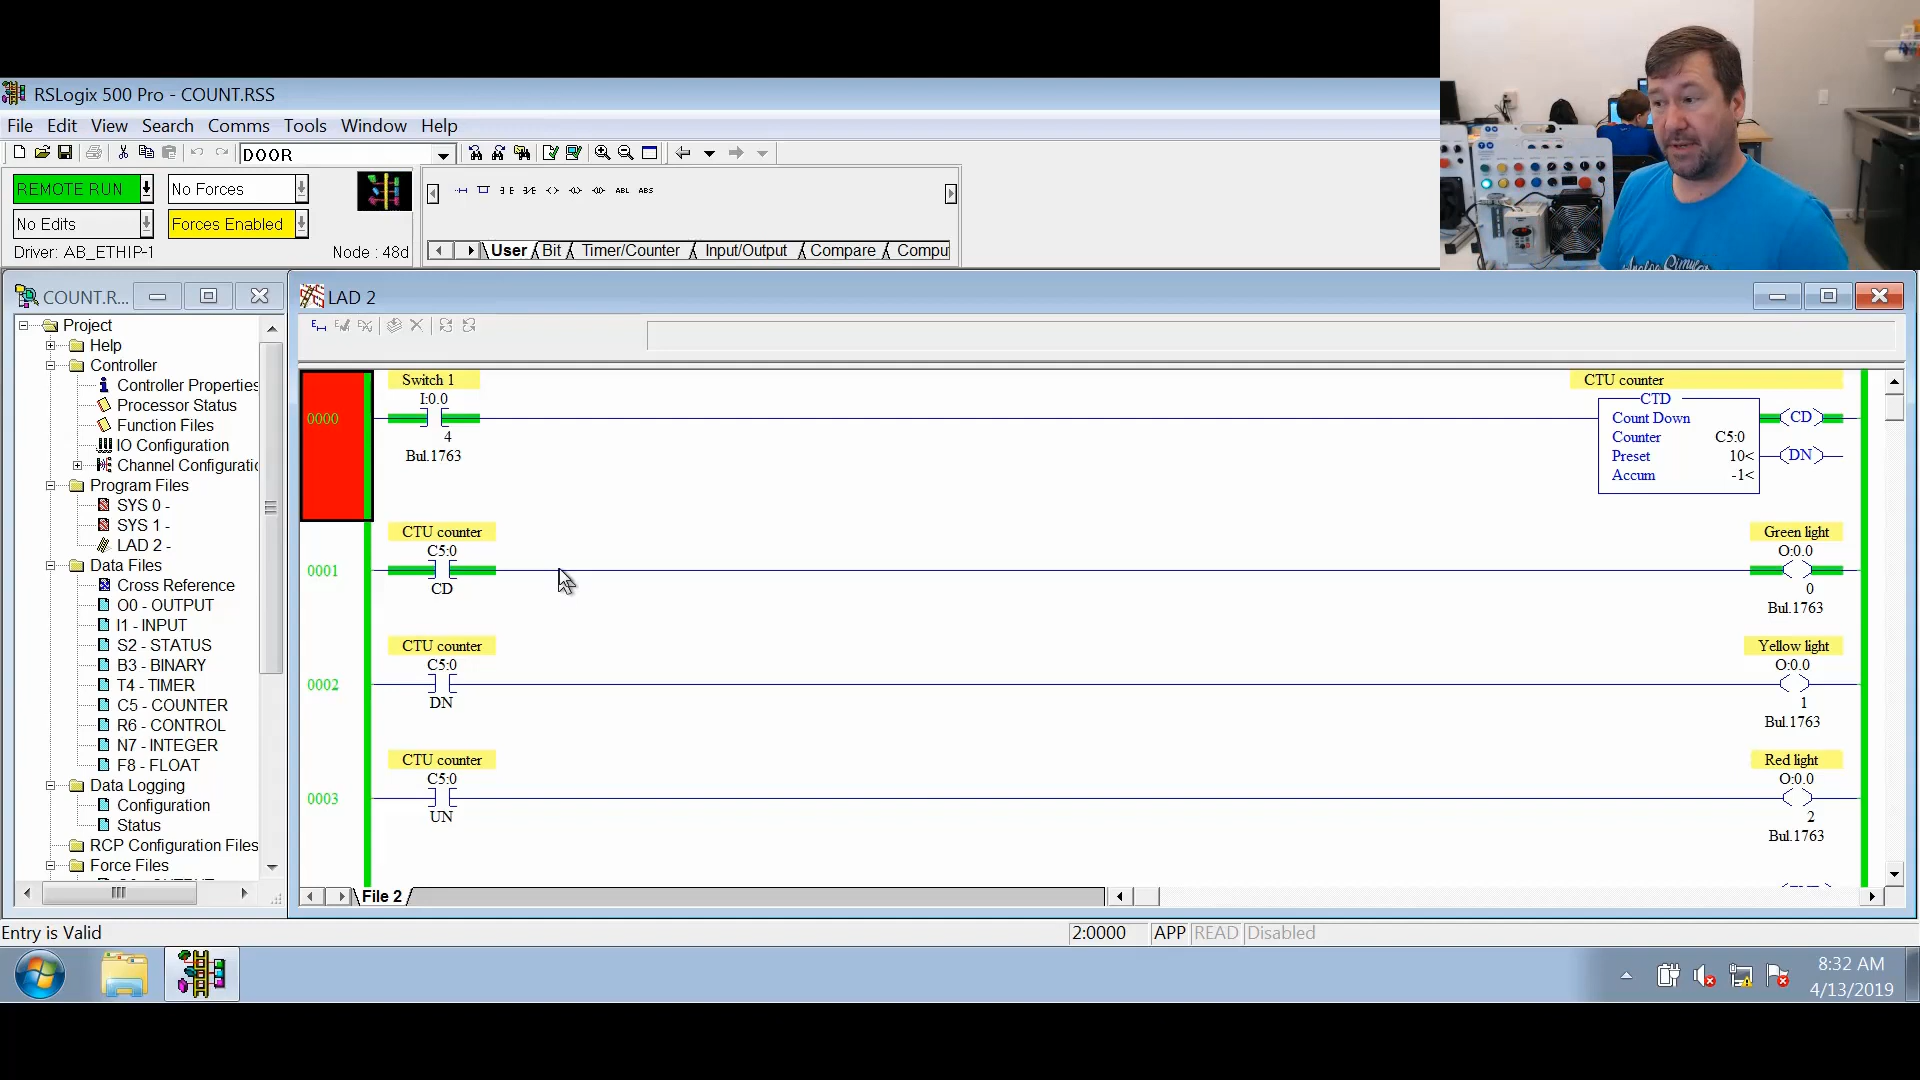 RSLogix 500 Pro - COUNT.RSS
File Edit View Search Comms Tools Window Help
DOOR
REMOTE RUN
No Forces
No Edits
Forces Enabled
Driver: AB_ETHIP-1
Node : 48d
ABL ABS
User Bit Timer/Counter Input/Output Compare Compu
COUNT.R...
Project
Help
Controller
Controller Properties
Processor Status
Function Files
IO Configuration
Channel Configuratic
Program Files
SYS 0 -
SYS 1 -
LAD 2 -
Data Files
Cross Reference
O0 - OUTPUT
I1 - INPUT
S2 - STATUS
B3 - BINARY
T4 - TIMER
C5 - COUNTER
R6 - CONTROL
N7 - INTEGER
F8 - FLOAT
Data Logging
Configuration
Status
RCP Configuration Files
Force Files
LAD 2
0000
Switch 1
I:0.0
4
Bul.1763
CTU counter
CTD
Count Down
Counter C5:0
Preset 10<
Accum -1<
CD
DN
0001
CTU counter
C5:0
CD
Green light
O:0.0
0
Bul.1763
0002
CTU counter
C5:0
DN
Yellow light
O:0.0
1
Bul.1763
0003
CTU counter
C5:0
UN
Red light
O:0.0
2
Bul.1763
File 2
Entry is Valid
2:0000 APP READ Disabled
8:32 AM
4/13/2019